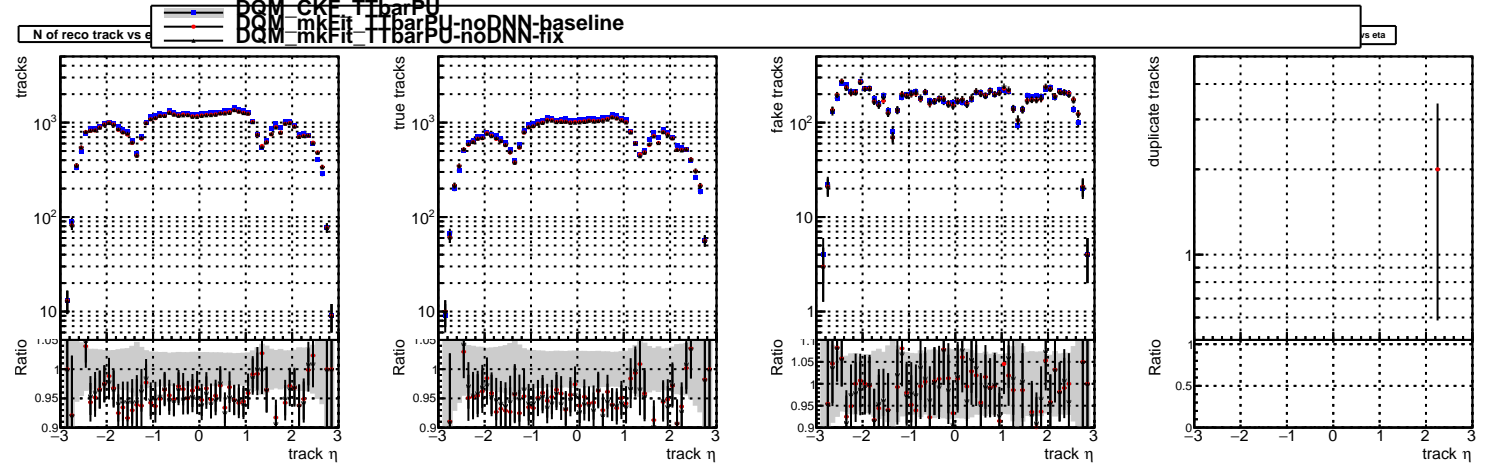 DQM_CKF_TTbarPU
DQM_mkFit_TTbarPU-noDNN-baseline
DQM_mkFit_TTbarPU-noDNN-fix
N of reco track vs e
vs eta
tracks
10³
10²
10
Ratio
1.05
1
0.95
0.9
−3 −2 −1 0 1 2 3
track η
true tracks
10³
10²
10
Ratio
1.05
1
0.95
0.9
−3 −2 −1 0 1 2 3
track η
fake tracks
10²
10
1
Ratio
1.1
1.05
1
0.95
0.9
−3 −2 −1 0 1 2 3
track η
duplicate tracks
1
Ratio
1
0.5
0
−3 −2 −1 0 1 2 3
track η